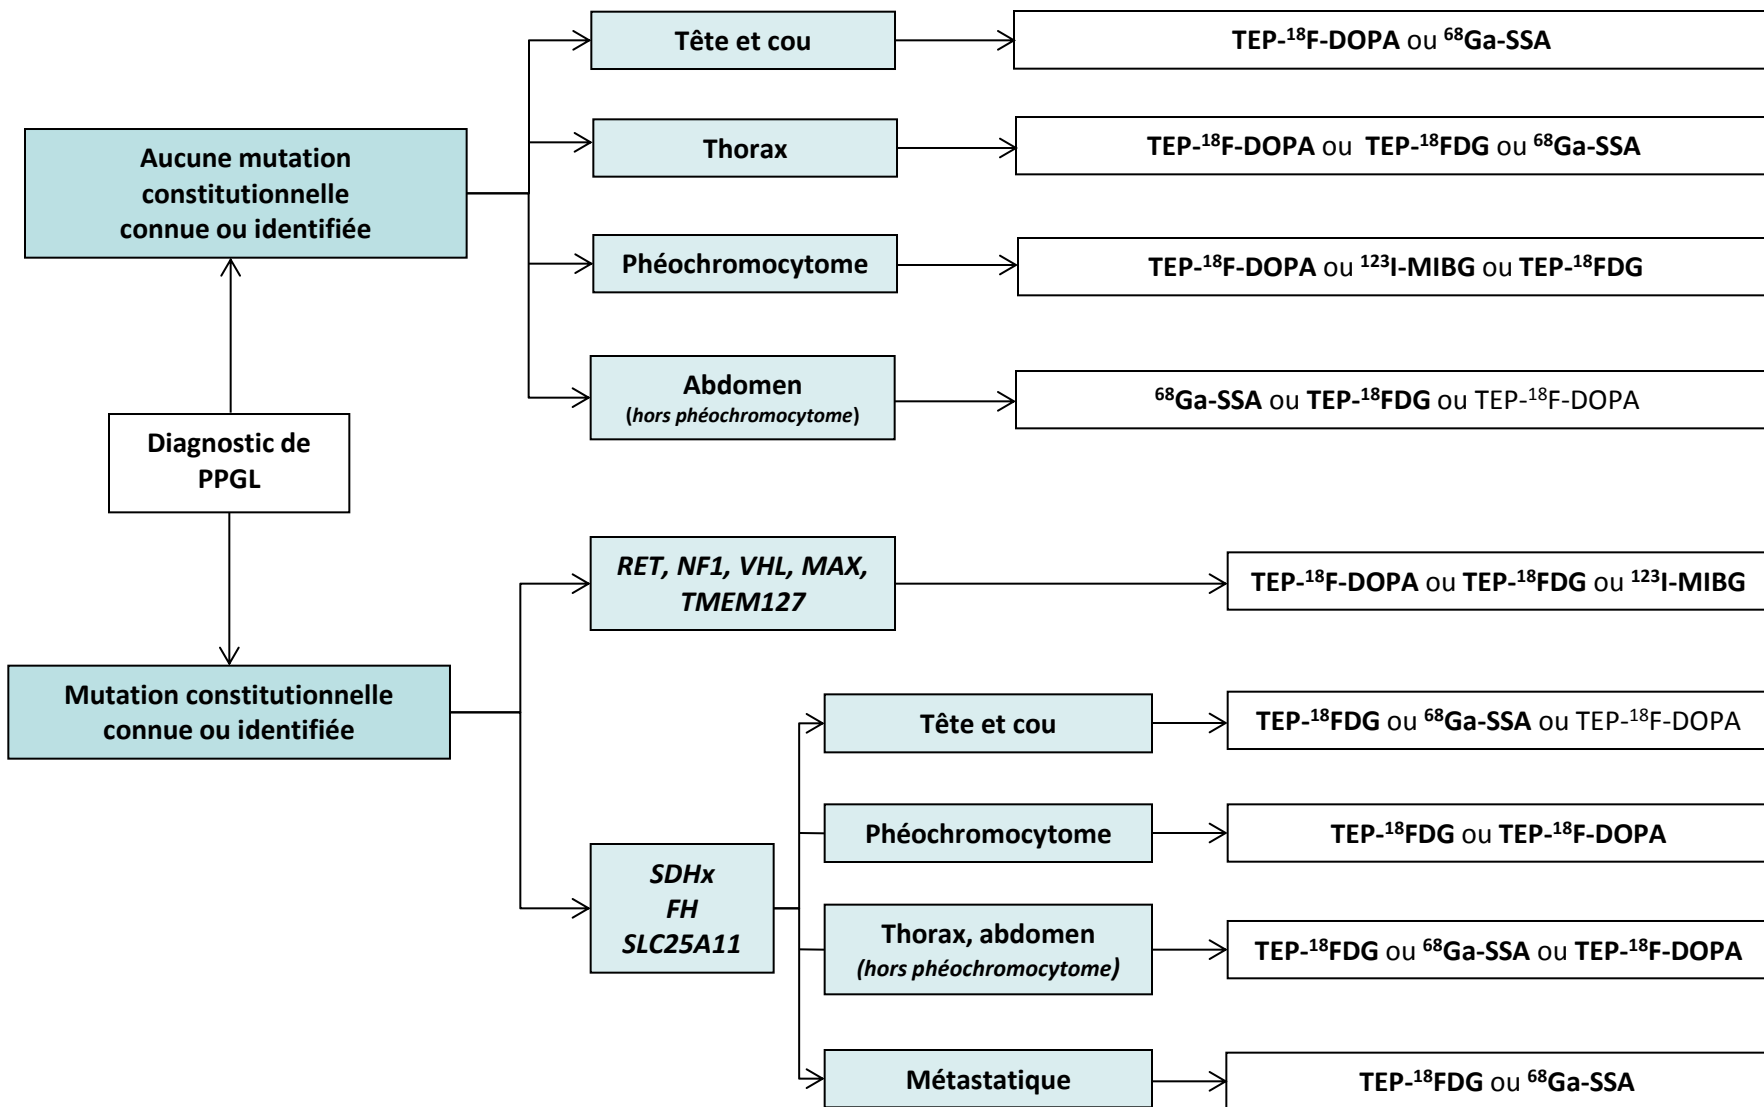 Tête et cou
TEP-¹⁸F-DOPA ou ⁶⁸Ga-SSA
Aucune mutation
constitutionnelle
connue ou identifiée
Thorax
TEP-¹⁸F-DOPA ou TEP-¹⁸FDG ou ⁶⁸Ga-SSA
Phéochromocytome
TEP-¹⁸F-DOPA ou ¹²³I-MIBG ou TEP-¹⁸FDG
Abdomen
(hors phéochromocytome)
⁶⁸Ga-SSA ou TEP-¹⁸FDG ou TEP-¹⁸F-DOPA
Diagnostic de
PPGL
RET, NF1, VHL, MAX,
TMEM127
TEP-¹⁸F-DOPA ou TEP-¹⁸FDG ou ¹²³I-MIBG
Mutation constitutionnelle
connue ou identifiée
Tête et cou
TEP-¹⁸FDG ou ⁶⁸Ga-SSA ou TEP-¹⁸F-DOPA
Phéochromocytome
TEP-¹⁸FDG ou TEP-¹⁸F-DOPA
SDHx
FH
SLC25A11
Thorax, abdomen
(hors phéochromocytome)
TEP-¹⁸FDG ou ⁶⁸Ga-SSA ou TEP-¹⁸F-DOPA
Métastatique
TEP-¹⁸FDG ou ⁶⁸Ga-SSA